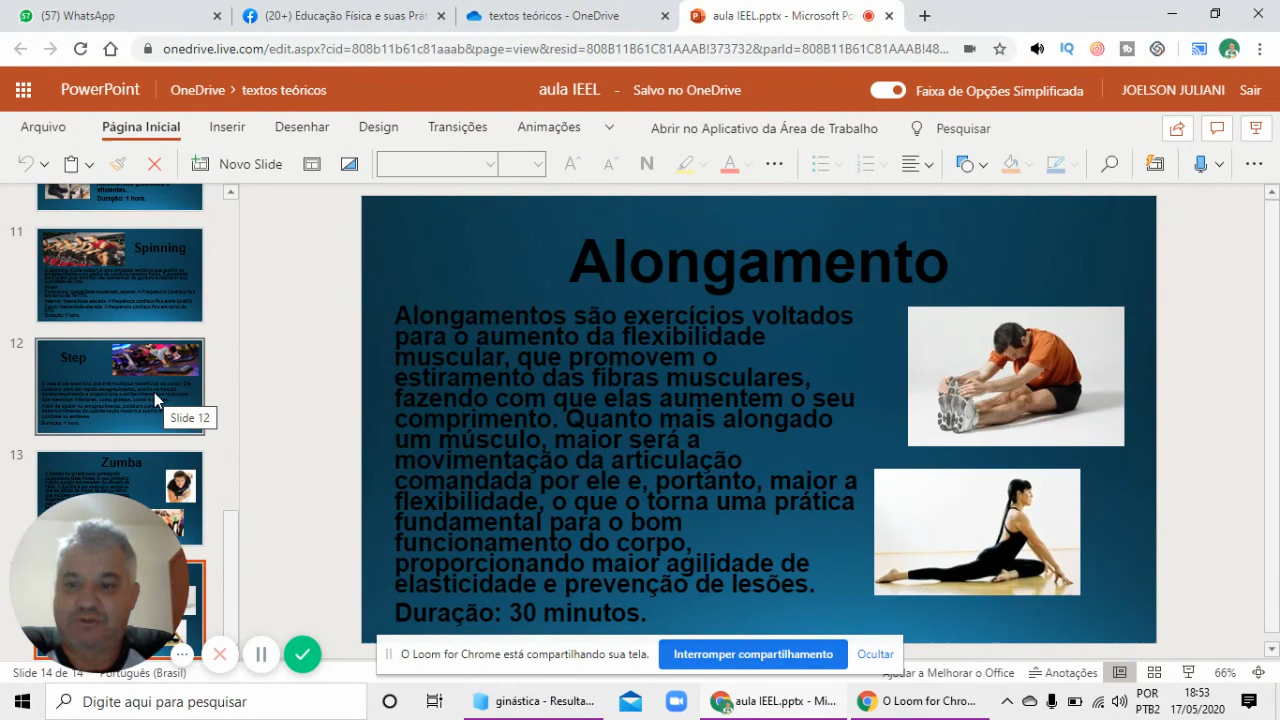 (57) WhatsApp
(20+) Educação Física e suas Prát
textos teóricos - OneDrive
aula IEEL.pptx - Microsoft Po
onedrive.live.com/edit.aspx?cid=808b11b61c81aaab&page=view&resid=808B11B61C81AAAB!373732&parId=808B11B61C81AAAB!48...
PowerPoint
OneDrive > textos teóricos
aula IEEL - Salvo no OneDrive
Faixa de Opções Simplificada
JOELSON JULIANI
Sair
Arquivo
Página Inicial
Inserir
Desenhar
Design
Transições
Animações
Abrir no Aplicativo da Área de Trabalho
Pesquisar
Novo Slide
N
Duração: 1 hora.
11
Spinning
12
Step
Slide 12
13
Zumba
Alongamento
Alongamentos são exercícios voltados
para o aumento da flexibilidade
muscular, que promovem o
estiramento das fibras musculares,
fazendo com que elas aumentem o seu
comprimento. Quanto mais alongado
um músculo, maior será a
movimentação da articulação
comandada por ele e, portanto, maior a
flexibilidade, o que o torna uma prática
fundamental para o bom
funcionamento do corpo,
proporcionando maior agilidade de
elasticidade e prevenção de lesões.
Duração: 30 minutos.
O Loom for Chrome está compartilhando sua tela.
Interromper compartilhamento
Ocultar
Slide 14 de 14
Português (Brasil)
Ajudar a Melhorar o Office
Anotações
66%
Digite aqui para pesquisar
ginástica - Resulta...
aula IEEL.pptx - Mi...
O Loom for Chro...
POR
PTB2
18:53
17/05/2020